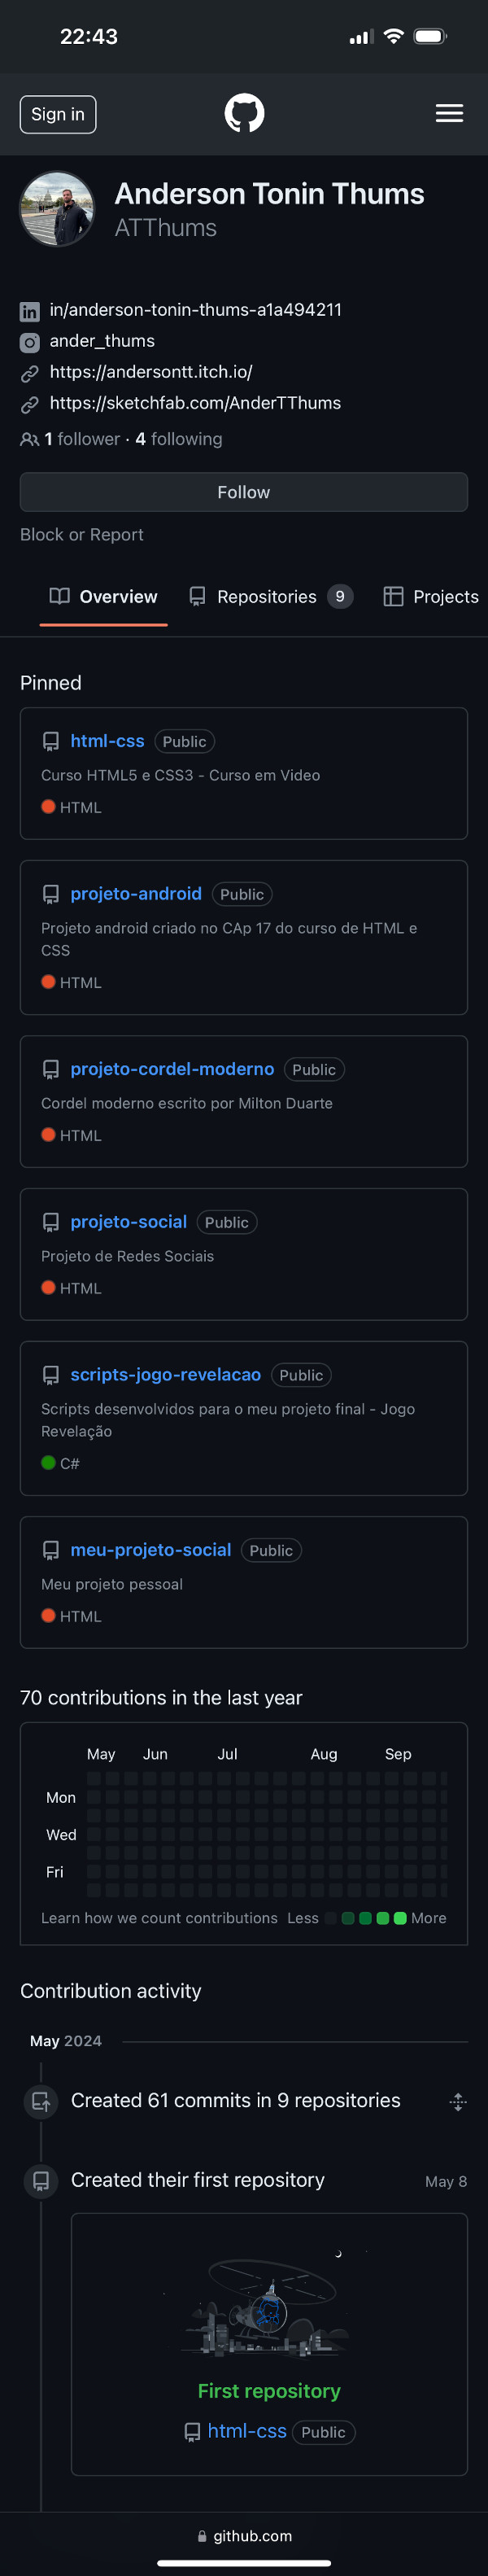 22:43
Sign in
Anderson Tonin Thums
ATThums
in/anderson-tonin-thums-a1a494211
ander_thums
https://andersontt.itch.io/
https://sketchfab.com/AnderTThums
1 follower · 4 following
Follow
Block or Report
Overview Repositories 9 Projects
Pinned
html-css Public
Curso HTML5 e CSS3 - Curso em Video
HTML
projeto-android Public
Projeto android criado no CAp 17 do curso de HTML e
CSS
HTML
projeto-cordel-moderno Public
Cordel moderno escrito por Milton Duarte
HTML
projeto-social Public
Projeto de Redes Sociais
HTML
scripts-jogo-revelacao Public
Scripts desenvolvidos para o meu projeto final - Jogo
Revelação
C#
meu-projeto-social Public
Meu projeto pessoal
HTML
70 contributions in the last year
May Jun Jul Aug Sep
Mon
Wed
Fri
Learn how we count contributions Less More
Contribution activity
May 2024
Created 61 commits in 9 repositories
Created their first repository May 8
First repository
html-css Public
github.com